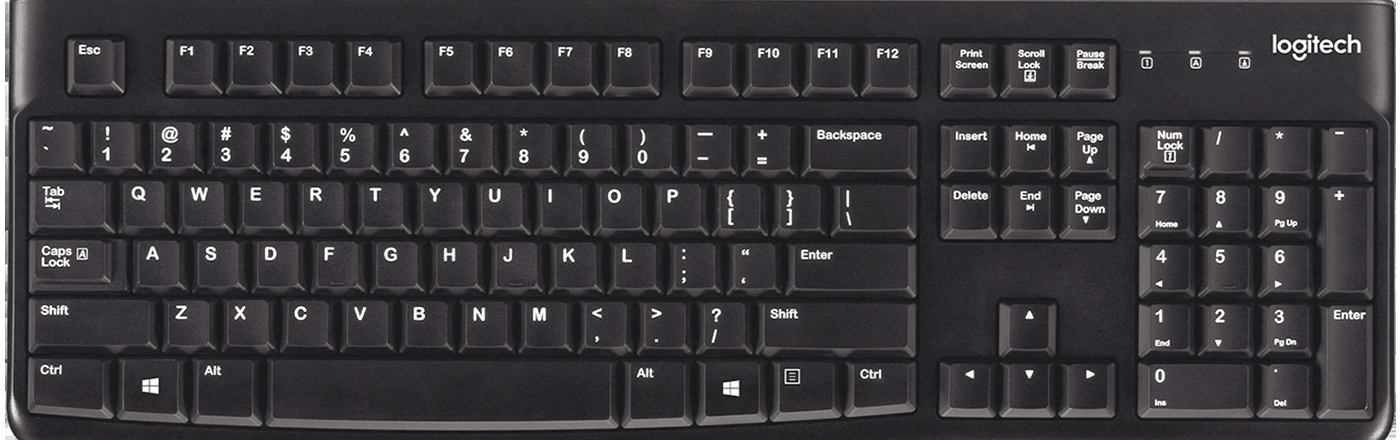 logitech
Esc F1 F2 F3 F4 F5 F6 F7 F8 F9 F10 F11 F12 Print Screen Scroll Lock Pause Break 1 A
~ ` ! 1 @ 2 # 3 $ 4 % 5 ^ 6 & 7 * 8 ( 9 ) 0 — – + = Backspace Insert Home Page Up Num Lock 1 / * –
Tab Q W E R T Y U I O P { [ } ] | \ Delete End Page Down 7 Home 8 9 Pg Up +
Caps Lock A A S D F G H J K L : ; “ ‘ Enter 4 5 6
Shift Z X C V B N M < , > . ? / Shift 1 End 2 3 Pg Dn Enter
Ctrl Alt Alt Ctrl 0 Ins . Del